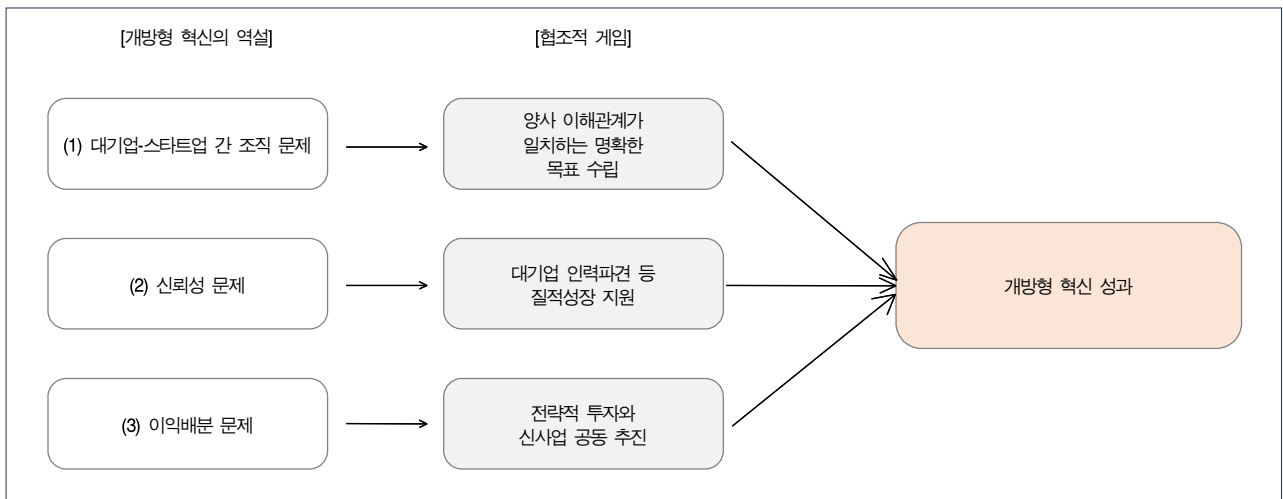 [개방형 혁신의 역설]
[협조적 게임]
(1) 대기업-스타트업 간 조직 문제
양사 이해관계가
일치하는 명확한
목표 수립
(2) 신뢰성 문제
대기업 인력파견 등
질적성장 지원
개방형 혁신 성과
(3) 이익배분 문제
전략적 투자와
신사업 공동 추진